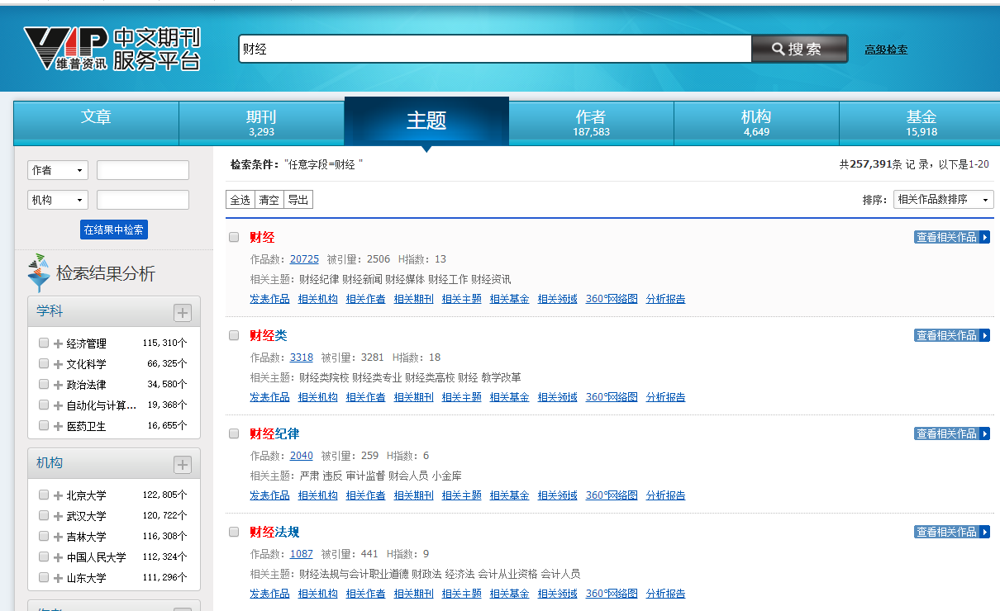 VIP 中文期刊
维普资讯 服务平台
财经
搜索
高级检索
文章
期刊
3,293
主题
作者
187,583
机构
4,649
基金
15,918
作者
机构
在结果中检索
检索结果分析
学科
经济管理 115,310个
文化科学 66,325个
政治法律 34,580个
自动化与计算... 19,368个
医药卫生 16,655个
机构
北京大学 122,805个
武汉大学 120,722个
吉林大学 116,308个
中国人民大学 112,324个
山东大学 111,296个
检索条件："任意字段=财经 "
共257,391条 记 录，以下是1-20
全选 清空 导出
排序： 相关作品数排序
财经 查看相关作品
作品数：20725 被引量：2506 H指数：13
相关主题：财经纪律 财经新闻 财经媒体 财经工作 财经资讯
发表作品 相关机构 相关作者 相关期刊 相关主题 相关基金 相关领域 360°网络图 分析报告
财经类 查看相关作品
作品数：3318 被引量：3281 H指数：18
相关主题：财经类院校 财经类专业 财经类高校 财经 教学改革
发表作品 相关机构 相关作者 相关期刊 相关主题 相关基金 相关领域 360°网络图 分析报告
财经纪律 查看相关作品
作品数：2040 被引量：259 H指数：6
相关主题：严肃 违反 审计监督 财会人员 小金库
发表作品 相关机构 相关作者 相关期刊 相关主题 相关基金 相关领域 360°网络图 分析报告
财经法规 查看相关作品
作品数：1087 被引量：441 H指数：9
相关主题：财经法规与会计职业道德 财政法 经济法 会计从业资格 会计人员
发表作品 相关机构 相关作者 相关期刊 相关主题 相关基金 相关领域 360°网络图 分析报告